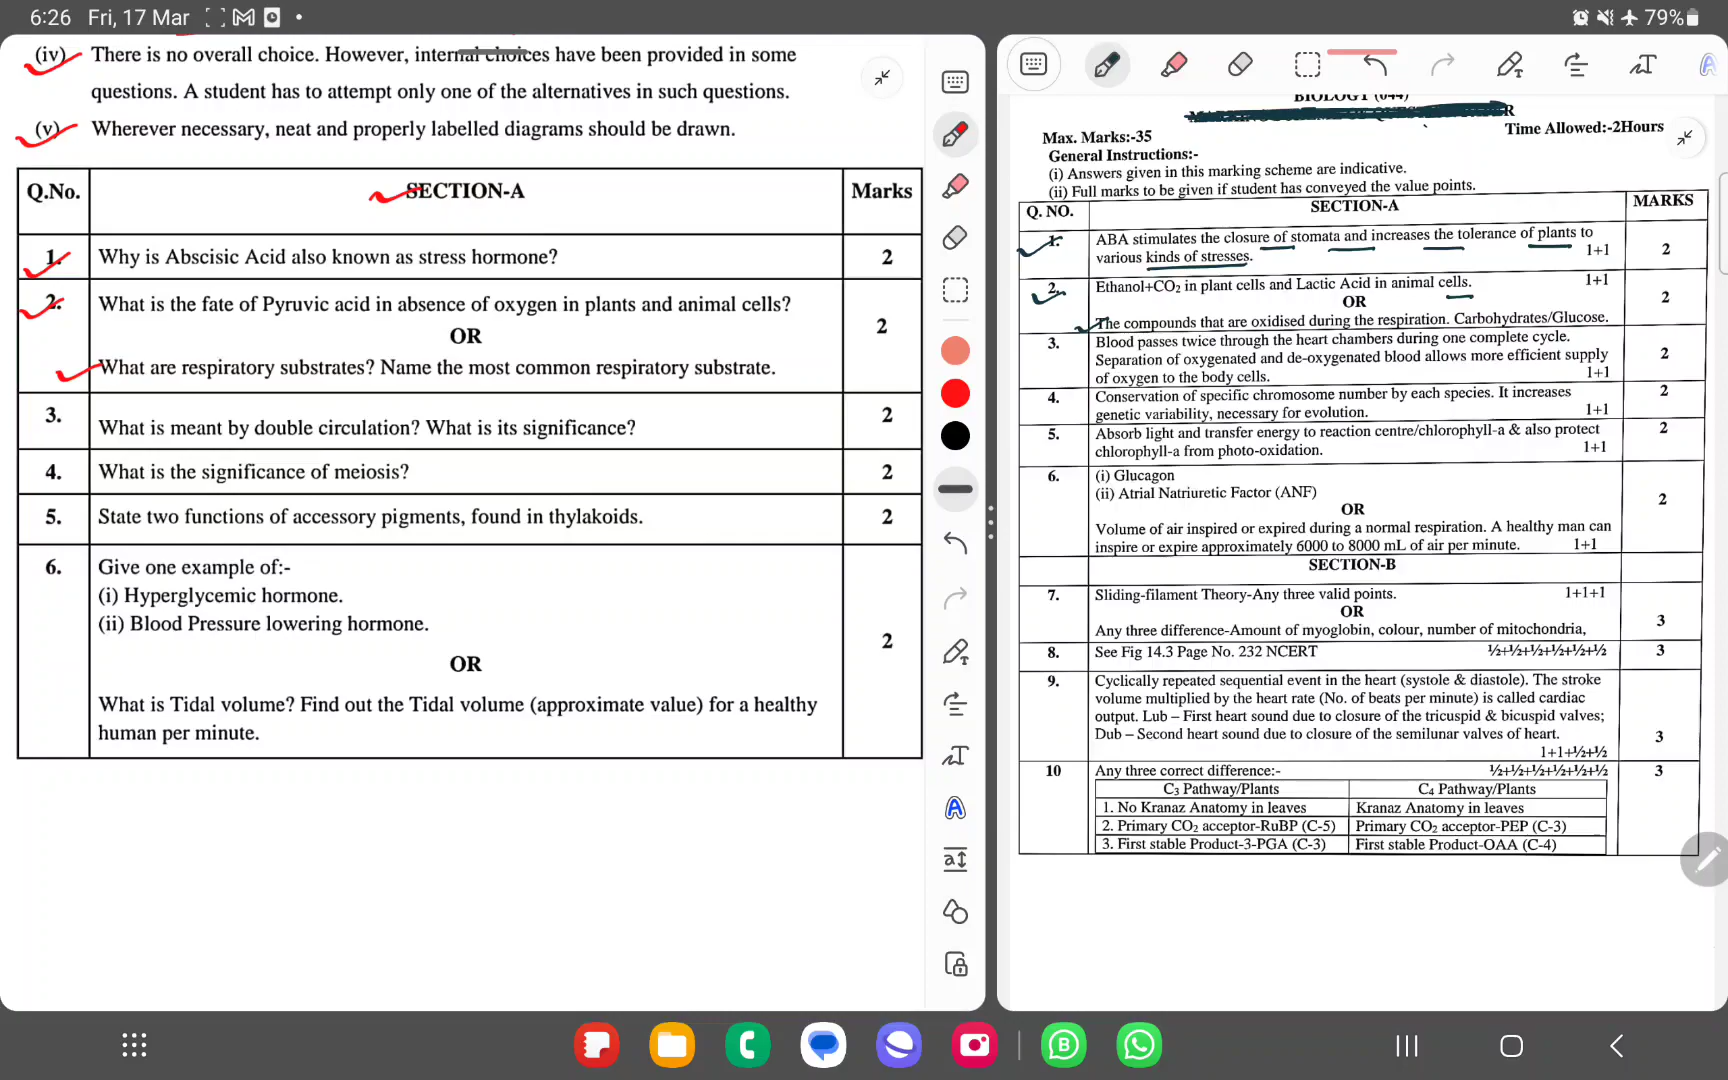 6:26 Fri, 17 Mar
79%
(iv) There is no overall choice. However, internal choices have been provided in some
questions. A student has to attempt only one of the alternatives in such questions.
(v) Wherever necessary, neat and properly labelled diagrams should be drawn.
Q.No. SECTION-A Marks
1. Why is Abscisic Acid also known as stress hormone? 2
2. What is the fate of Pyruvic acid in absence of oxygen in plants and animal cells?
OR 2
What are respiratory substrates? Name the most common respiratory substrate.
3. What is meant by double circulation? What is its significance? 2
4. What is the significance of meiosis? 2
5. State two functions of accessory pigments, found in thylakoids. 2
6. Give one example of:-
(i) Hyperglycemic hormone.
(ii) Blood Pressure lowering hormone.
2
OR
What is Tidal volume? Find out the Tidal volume (approximate value) for a healthy
human per minute.
BIOLOGY (044)
Max. Marks:-35 Time Allowed:-2Hours
General Instructions:-
(i) Answers given in this marking scheme are indicative.
(ii) Full marks to be given if student has conveyed the value points.
Q. NO. SECTION-A MARKS
1. ABA stimulates the closure of stomata and increases the tolerance of plants to
various kinds of stresses. 1+1 2
2. Ethanol+CO₂ in plant cells and Lactic Acid in animal cells. 1+1
OR 2
The compounds that are oxidised during the respiration. Carbohydrates/Glucose.
3. Blood passes twice through the heart chambers during one complete cycle.
Separation of oxygenated and de-oxygenated blood allows more efficient supply 2
of oxygen to the body cells. 1+1
4. Conservation of specific chromosome number by each species. It increases 2
genetic variability, necessary for evolution. 1+1
5. Absorb light and transfer energy to reaction centre/chlorophyll-a & also protect 2
chlorophyll-a from photo-oxidation. 1+1
6. (i) Glucagon
(ii) Atrial Natriuretic Factor (ANF) 2
OR
Volume of air inspired or expired during a normal respiration. A healthy man can
inspire or expire approximately 6000 to 8000 mL of air per minute. 1+1
SECTION-B
7. Sliding-filament Theory-Any three valid points. 1+1+1
OR 3
Any three difference-Amount of myoglobin, colour, number of mitochondria,
8. See Fig 14.3 Page No. 232 NCERT ½+½+½+½+½+½ 3
9. Cyclically repeated sequential event in the heart (systole & diastole). The stroke
volume multiplied by the heart rate (No. of beats per minute) is called cardiac
output. Lub – First heart sound due to closure of the tricuspid & bicuspid valves;
Dub – Second heart sound due to closure of the semilunar valves of heart. 3
1+1+½+½
10 Any three correct difference:- ½+½+½+½+½+½ 3
C₃ Pathway/Plants C₄ Pathway/Plants
1. No Kranaz Anatomy in leaves Kranaz Anatomy in leaves
2. Primary CO₂ acceptor-RuBP (C-5) Primary CO₂ acceptor-PEP (C-3)
3. First stable Product-3-PGA (C-3) First stable Product-OAA (C-4)